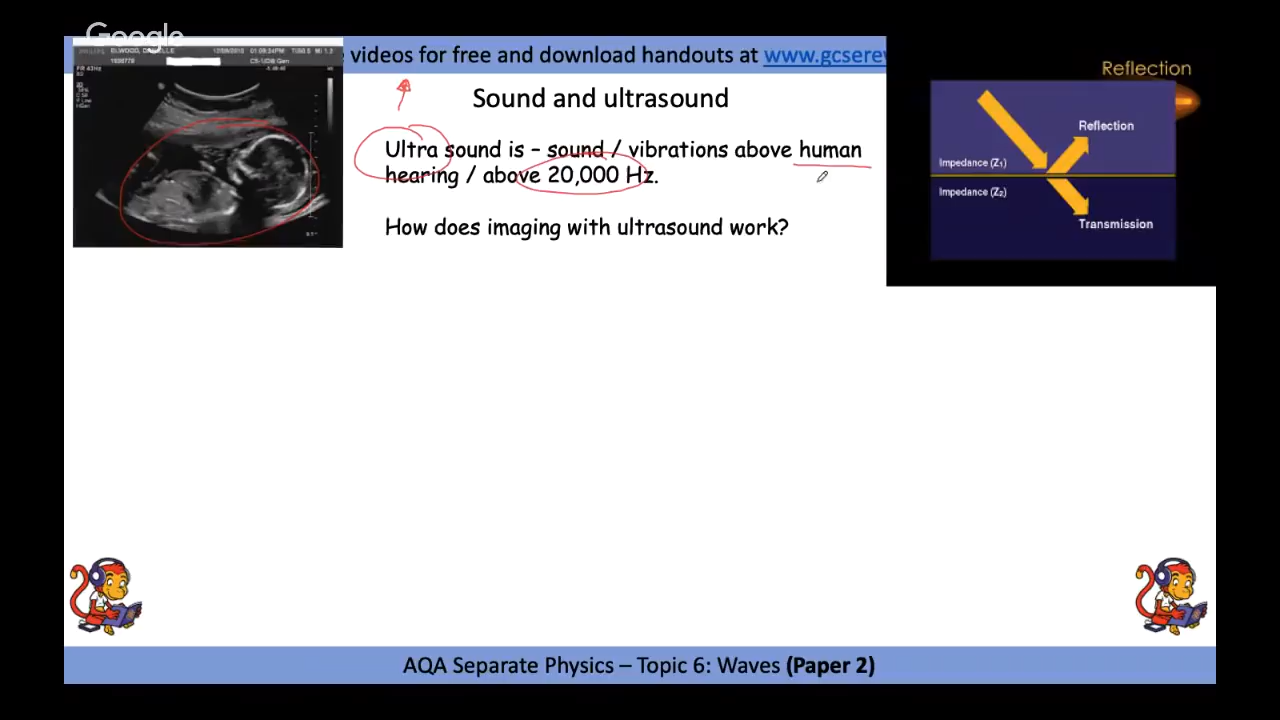 Google
ELWOOD, DANIELLE
videos for free and download handouts at www.gcserev
Sound and ultrasound
Ultra sound is – sound / vibrations above human
hearing / above 20,000 Hz.
How does imaging with ultrasound work?
Reflection
Reflection
Impedance (Z₁)
Impedance (Z₂)
Transmission
AQA Separate Physics – Topic 6: Waves (Paper 2)